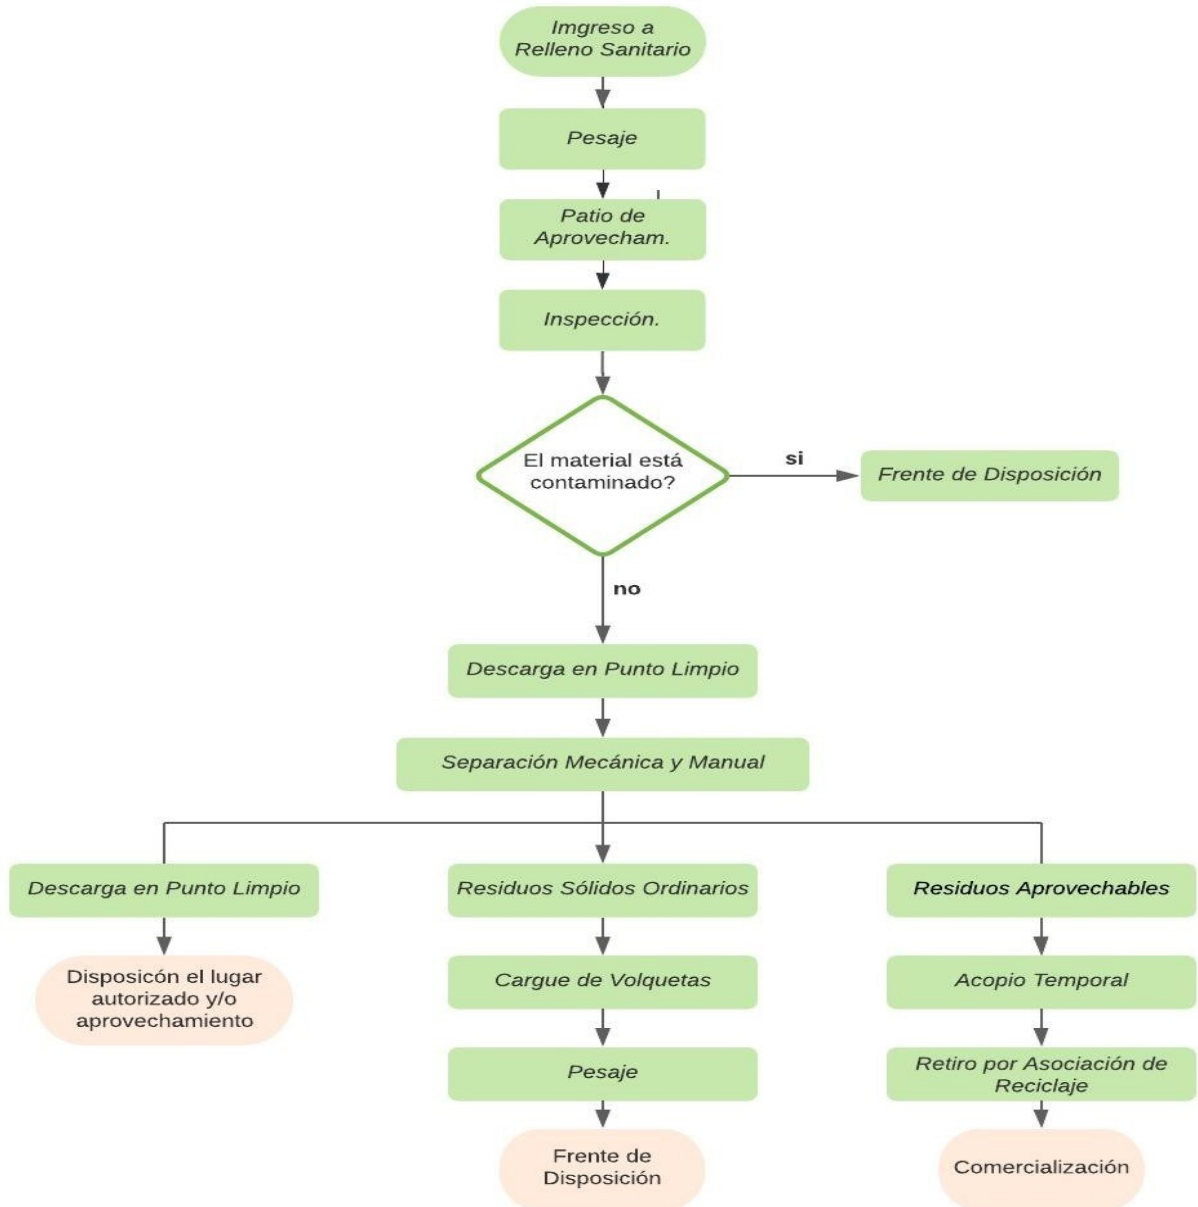 Imgreso a
Relleno Sanitario
Pesaje
Patio de
Aprovecham.
Inspección.
El material está
contaminado?
si
Frente de Disposición
no
Descarga en Punto Limpio
Separación Mecánica y Manual
Descarga en Punto Limpio
Disposicón el lugar
autorizado y/o
aprovechamiento
Residuos Sólidos Ordinarios
Cargue de Volquetas
Pesaje
Frente de
Disposición
Residuos Aprovechables
Acopio Temporal
Retiro por Asociación de
Reciclaje
Comercialización